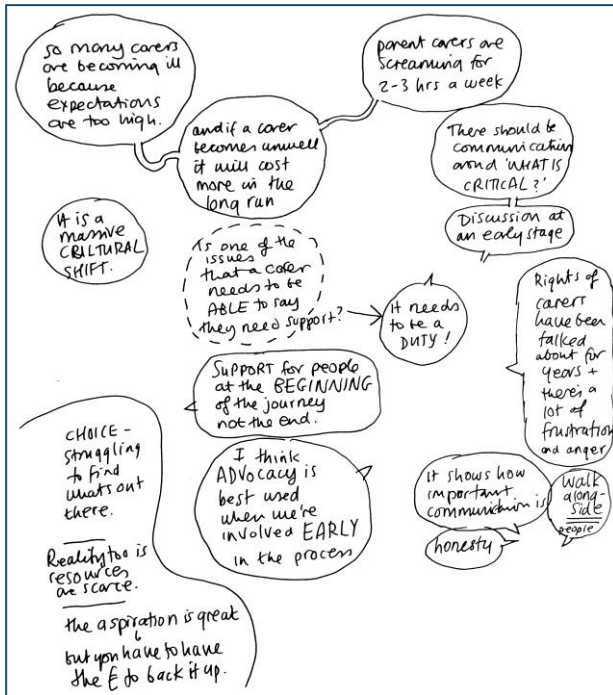 so many carers
are becoming ill
because
expectations
are too high.
and if a carer
becomes unwell
it will cost
more in the
long run
parent carers are
screaming for
2-3 hrs a week
There should be
communication
around 'WHAT IS
CRITICAL?'
Discussion at
an early stage
It is a
massive
CRILTURAL
SHIFT.
Is one of the
issues
that a carer
needs to be
ABLE to say
they need support?
It needs
to be a
DUTY!
Rights of
carers
have been
talked
about for
years +
there's a
lot of
frustration
and anger
SUPPORT for people
at the BEGINNING
of the journey
not the end.
I think
ADVOCACY is
best used
when we're
involved EARLY
in the process
It shows how
important
communication is
Walk
along-
side
people
honesty
CHOICE -
struggling
to find
whats out
there.
Reality too is
resources
are scarce.
the aspiration is great
but you have to have
the £ to back it up.